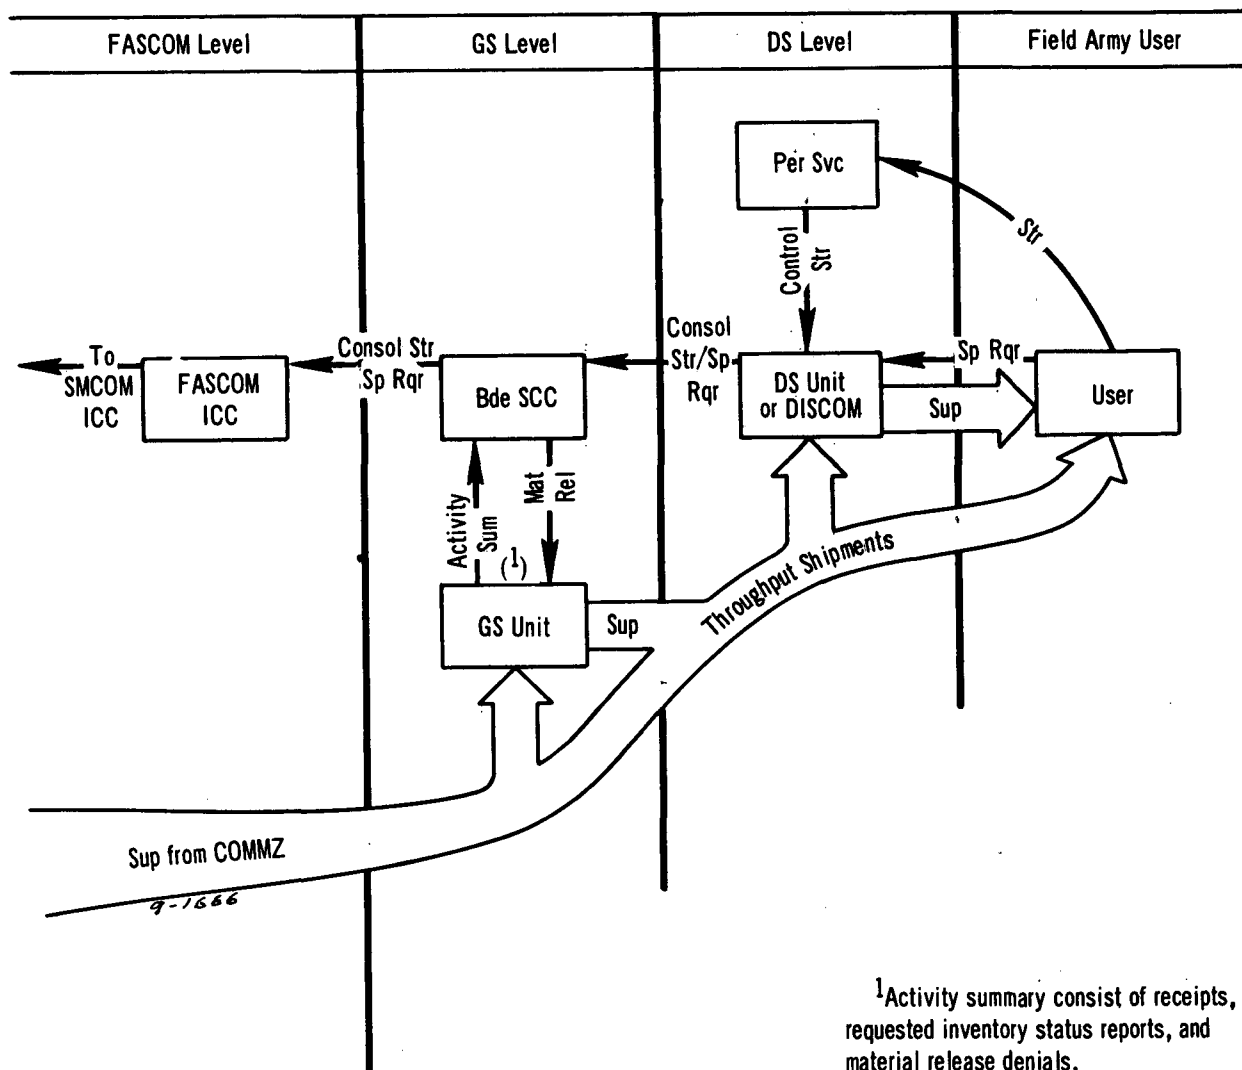 FASCOM Level
GS Level
DS Level
Field Army User
Per Svc
Str
Control
Str
To
SMCOM
ICC
FASCOM
ICC
Consol Str
Sp Rqr
Bde SCC
Consol
Str/Sp
Rqr
DS Unit
or DISCOM
Sp Rqr
Sup
User
Activity
Sum
(1)
Mat
Rel
GS Unit
Sup
Throughput Shipments
Sup from COMMZ
9-1666
1Activity summary consist of receipts,
requested inventory status reports, and
material release denials.